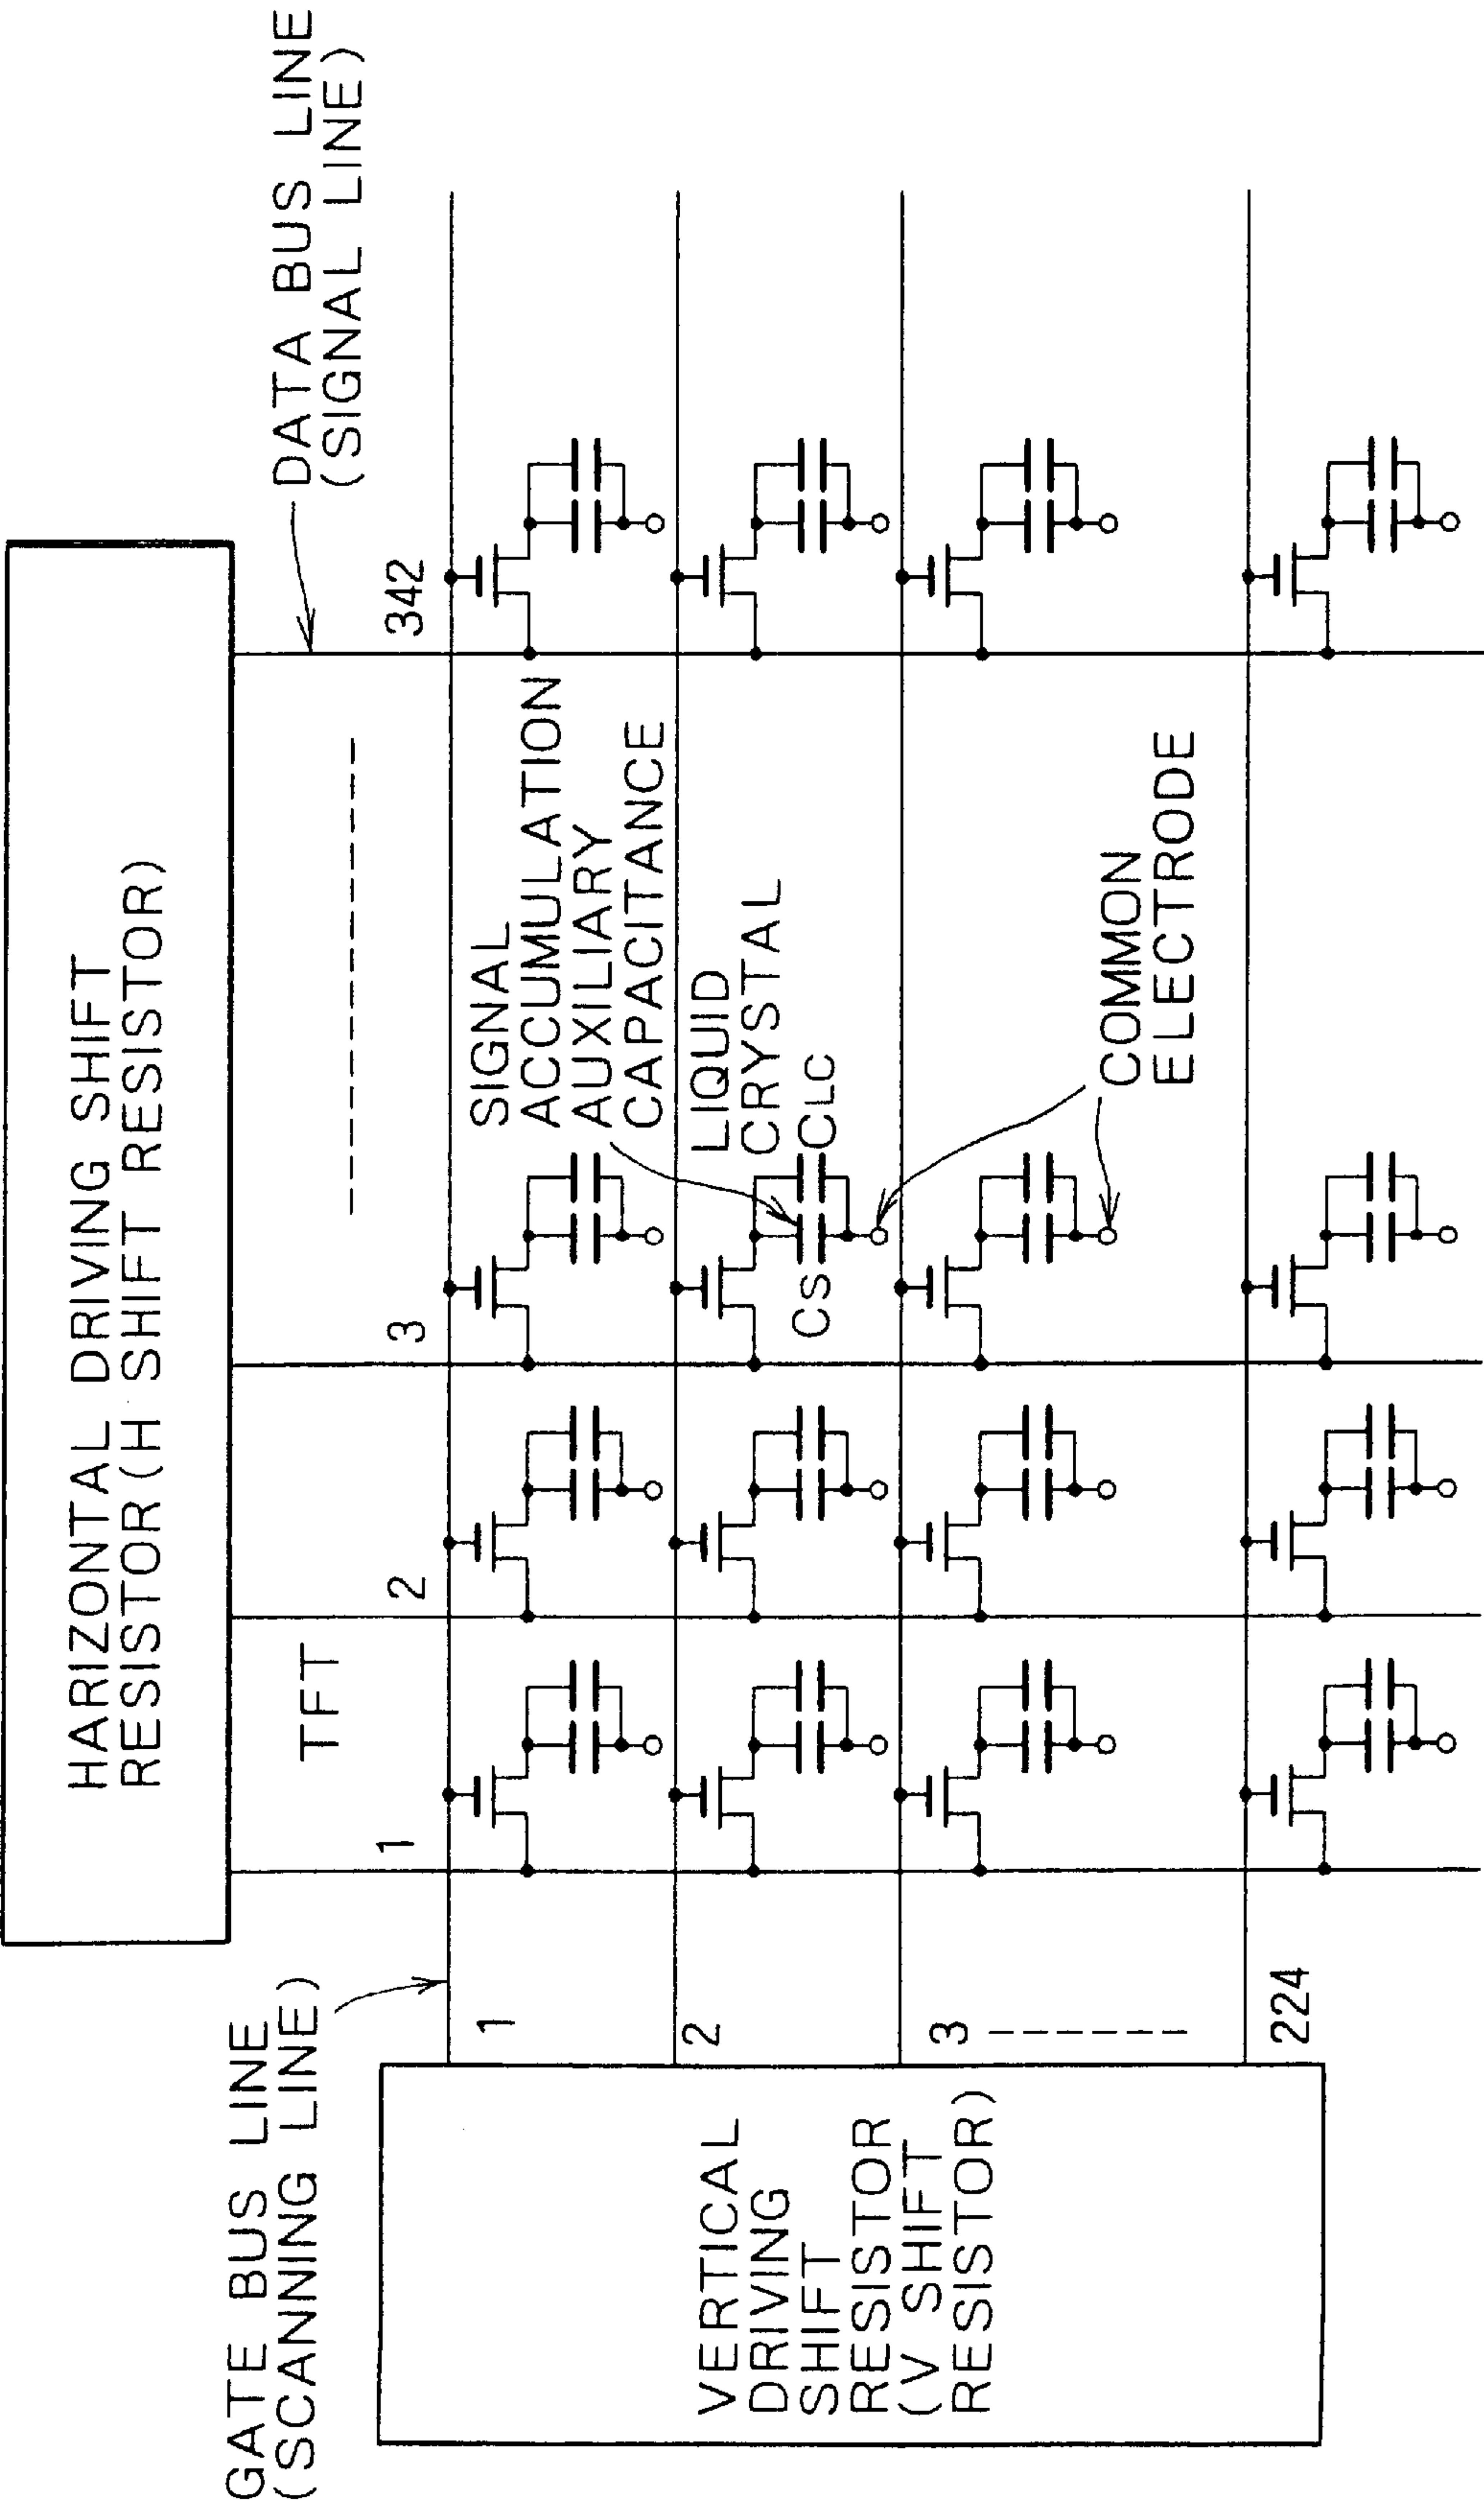 HARIZONTAL DRIVING SHIFT
RESISTOR(H SHIFT RESISTOR)
DATA BUS LINE
(SIGNAL LINE)
GATE BUS LINE
(SCANNING LINE)
TFT
1
2
3
342
SIGNAL
ACCUMULATION
AUXILIARY
CAPACITANCE
LIQUID
CRYSTAL
CS
CLC
COMMON
ELECTRODE
1
2
3
224
VERTICAL
DRIVING
SHIFT
RESISTOR
(V SHIFT
RESISTOR)